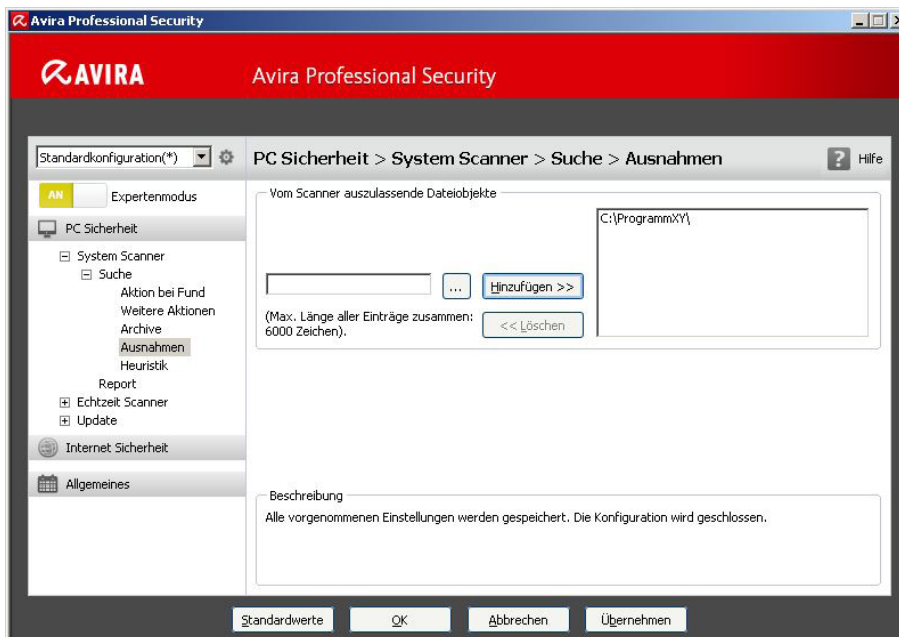 Avira Professional Security
AVIRA
Avira Professional Security
Standardkonfiguration(*)
PC Sicherheit > System Scanner > Suche > Ausnahmen
Hilfe
AN
Expertenmodus
PC Sicherheit
System Scanner
Suche
Aktion bei Fund
Weitere Aktionen
Archive
Ausnahmen
Heuristik
Report
Echtzeit Scanner
Update
Internet Sicherheit
Allgemeines
Vom Scanner auszulassende Dateiobjekte
C:\ProgrammXY\
...
Hinzufügen >>
(Max. Länge aller Einträge zusammen:
6000 Zeichen).
<< Löschen
Beschreibung
Alle vorgenommenen Einstellungen werden gespeichert. Die Konfiguration wird geschlossen.
Standardwerte
OK
Abbrechen
Übernehmen